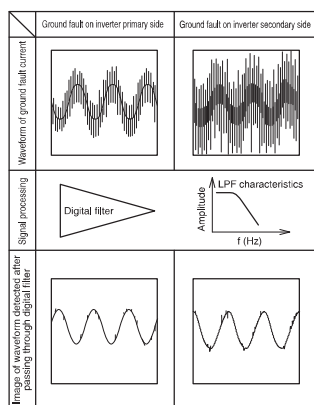 Ground fault on inverter primary side
Ground fault on inverter secondary side
Waveform of ground fault current
Signal processing
Digital filter
LPF characteristics
Amplitude
f (Hz)
Image of waveform detected after
passing through digital filter